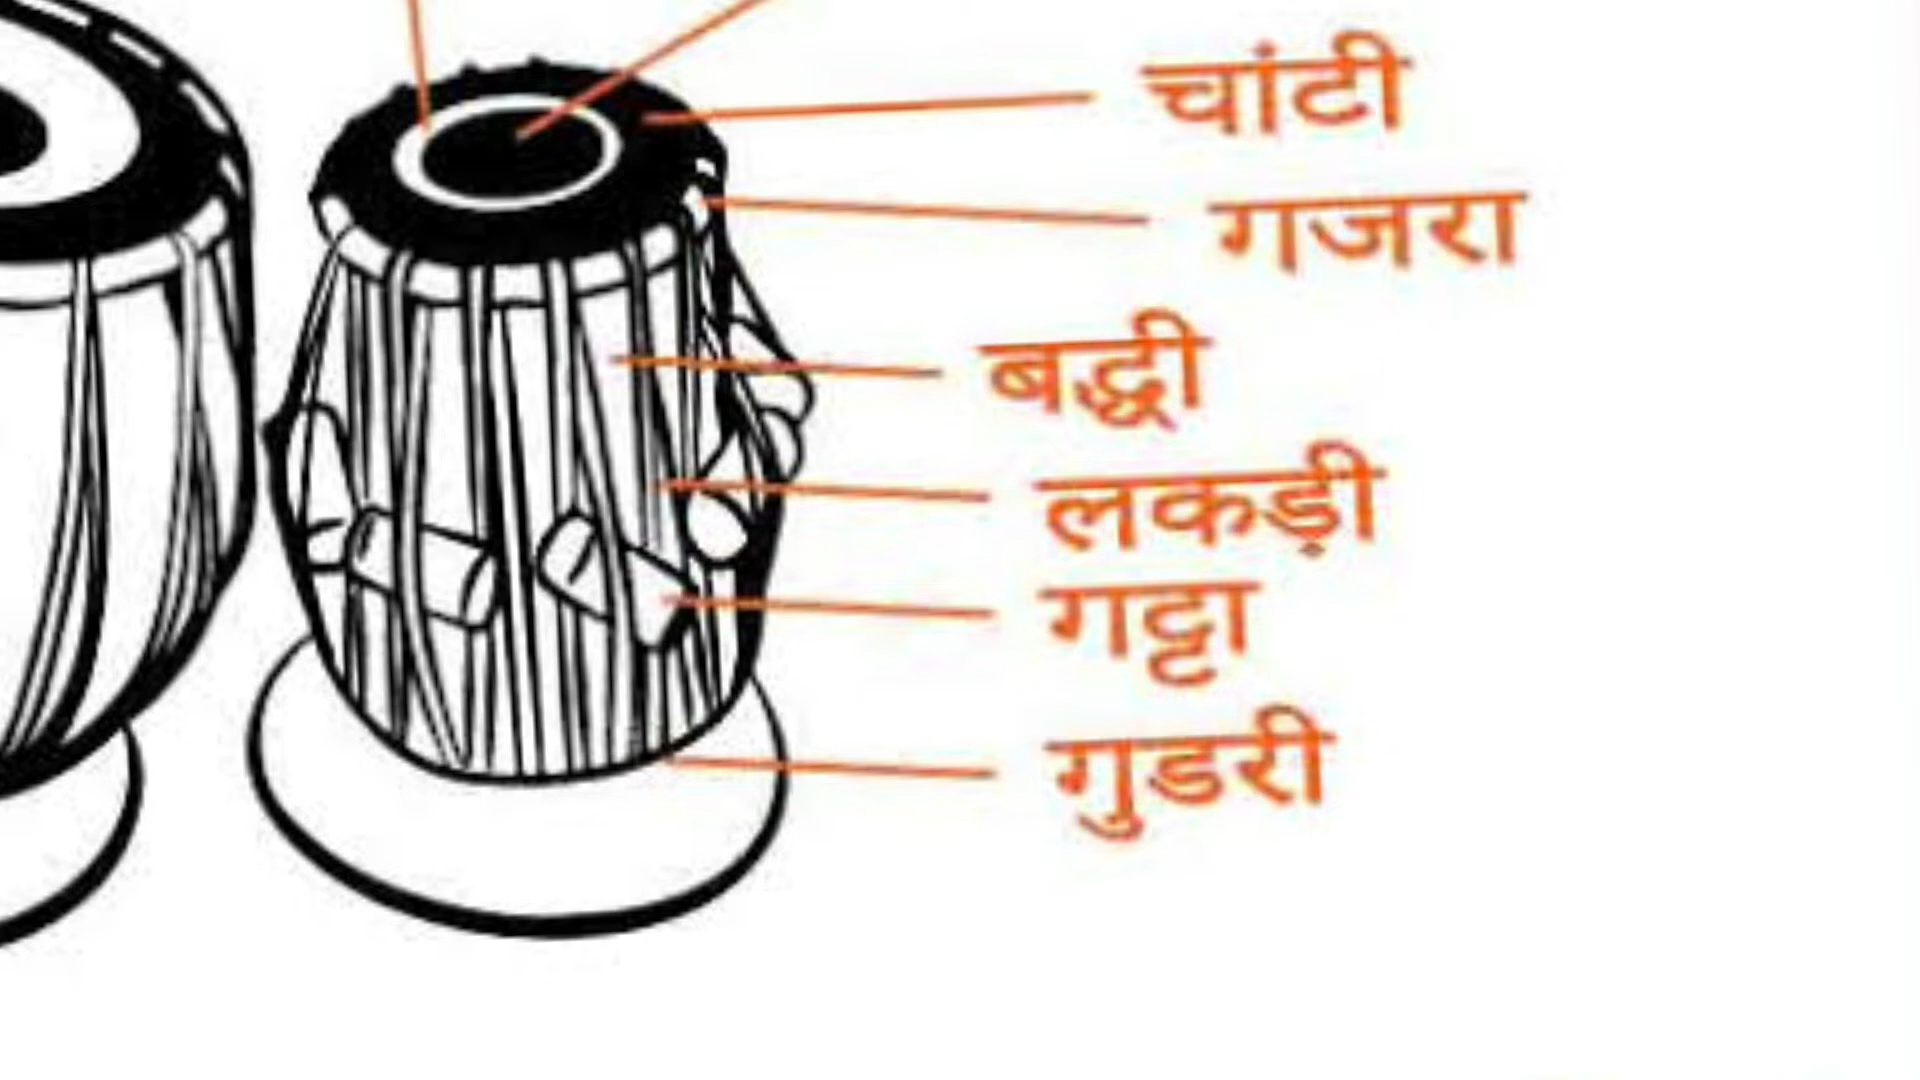 चांटी
गजरा
बद्धी
लकड़ी
गट्टा
गुडरी